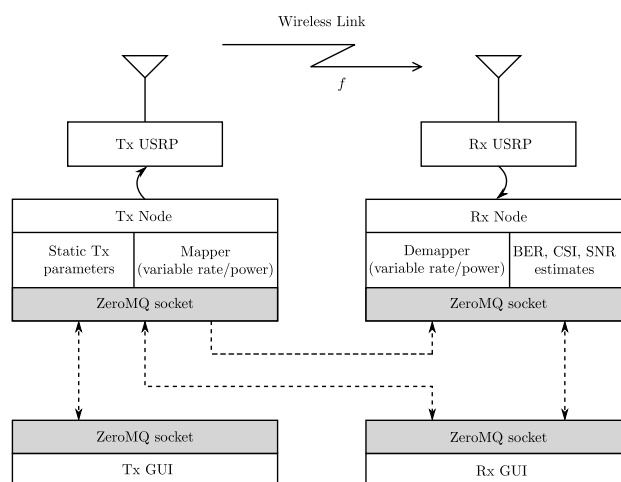 Wireless Link
f
Tx USRP
Rx USRP
Tx Node
Rx Node
Static Tx
parameters
Mapper
(variable rate/power)
Demapper
(variable rate/power)
BER, CSI, SNR
estimates
ZeroMQ socket
ZeroMQ socket
ZeroMQ socket
ZeroMQ socket
Tx GUI
Rx GUI